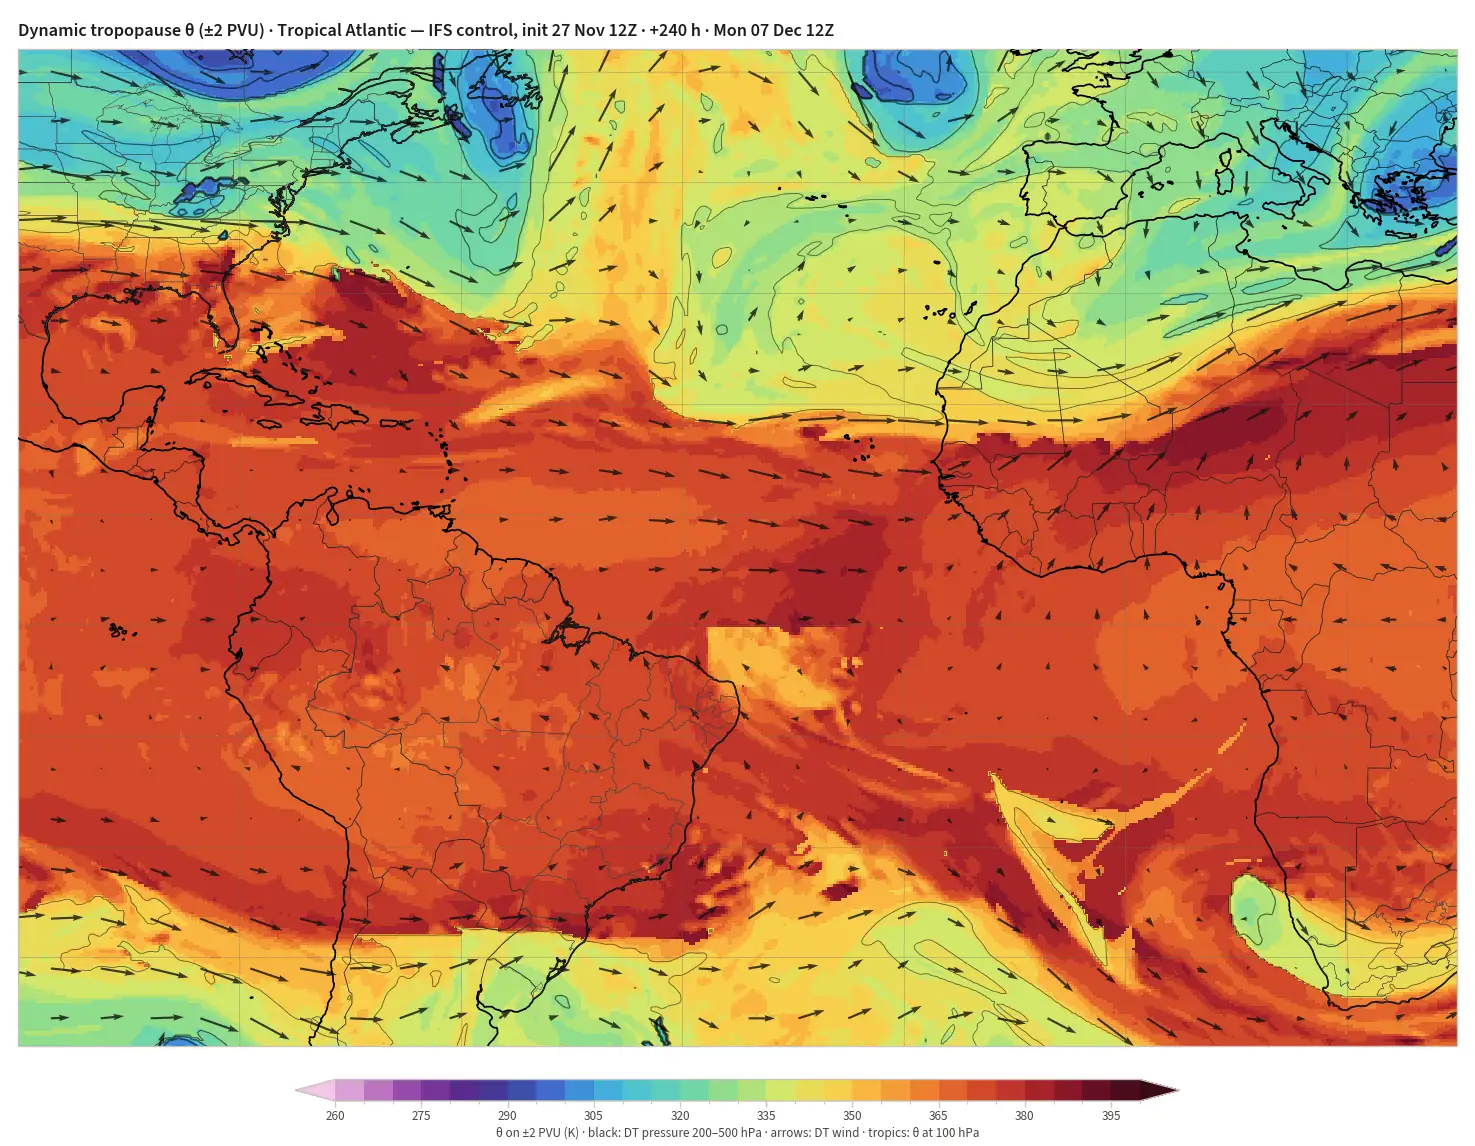 Dynamic tropopause θ (±2 PVU) · Tropical Atlantic — IFS control, init 27 Nov 12Z · +240 h · Mon 07 Dec 12Z
260 275 290 305 320 335 350 365 380 395
θ on ±2 PVU (K) · black: DT pressure 200–500 hPa · arrows: DT wind · tropics: θ at 100 hPa